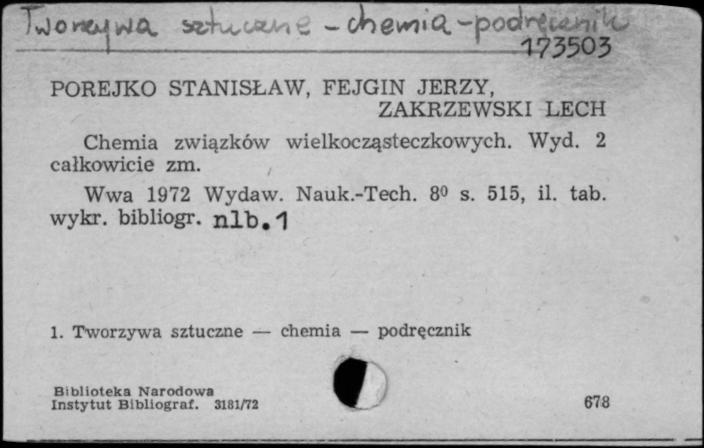 Tworzywa sztuczne - chemia - podręcznik
173503
POREJKO STANISŁAW, FEJGIN JERZY,
ZAKRZEWSKI LECH
Chemia związków wielkocząsteczkowych. Wyd. 2
całkowicie zm.
Wwa 1972 Wydaw. Nauk.-Tech. 8⁰ s. 515, il. tab.
wykr. bibliogr. nlb. 1
1. Tworzywa sztuczne — chemia — podręcznik
Biblioteka Narodowa
Instytut Bibliograf. 3181/72
678